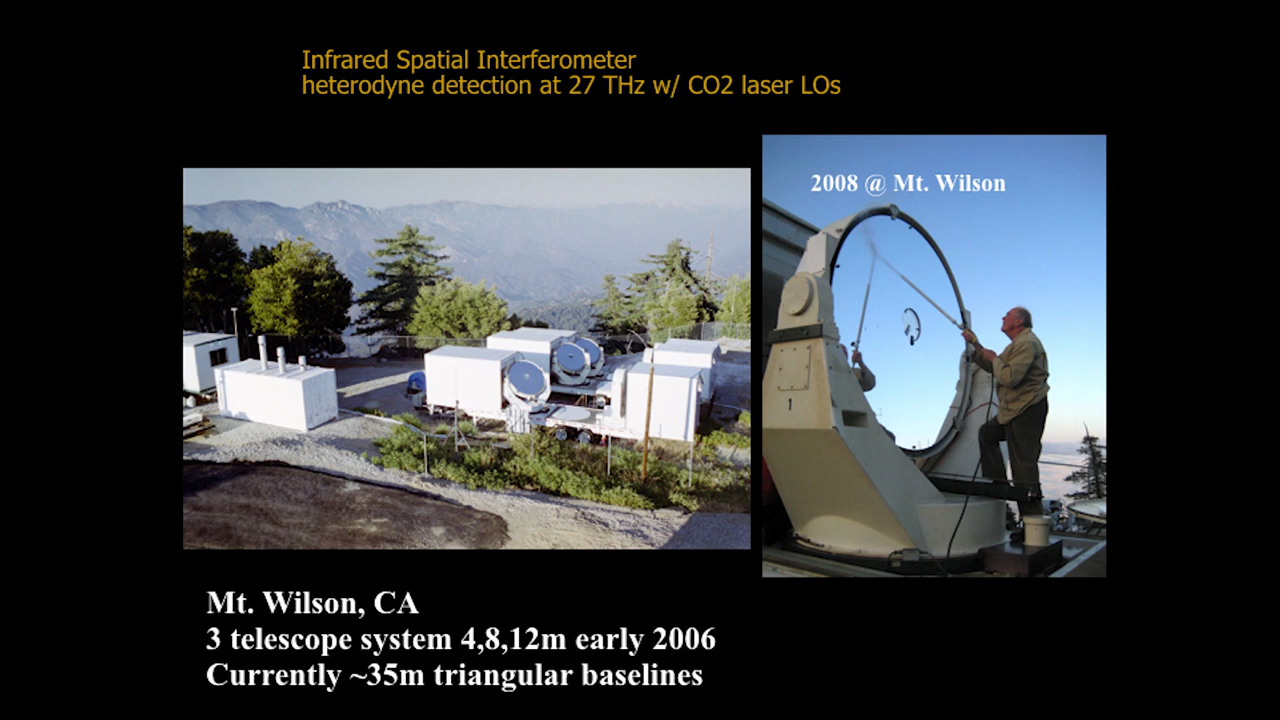 Infrared Spatial Interferometer
heterodyne detection at 27 THz w/ CO2 laser LOs
2008 @ Mt. Wilson
1
Mt. Wilson, CA
3 telescope system 4,8,12m early 2006
Currently ~35m triangular baselines